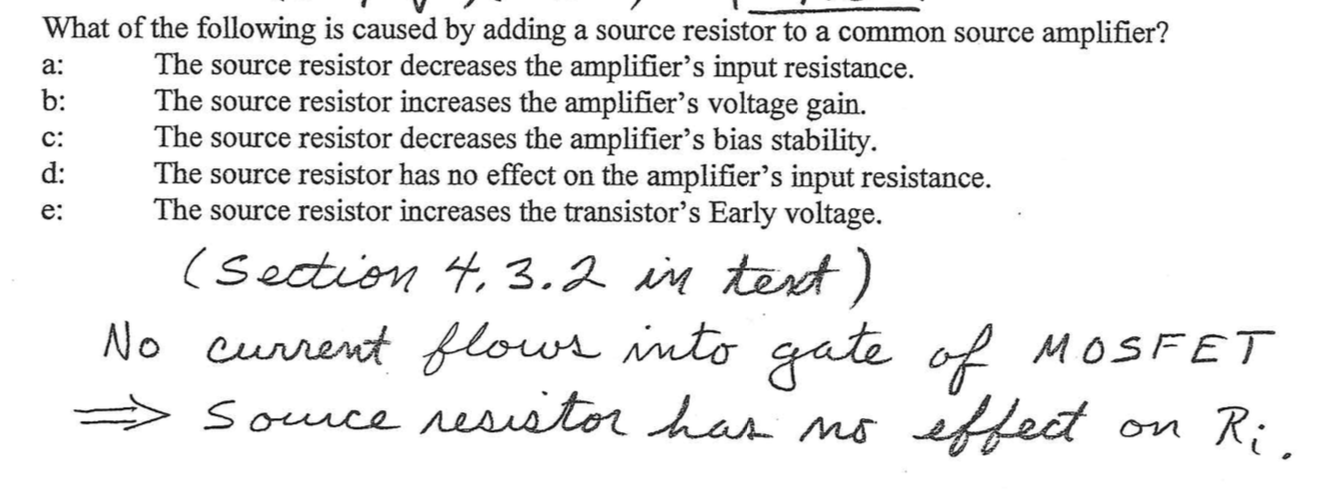 What of the following is caused by adding a source resistor to a common source amplifier?
a: The source resistor decreases the amplifier's input resistance.
b: The source resistor increases the amplifier's voltage gain.
c: The source resistor decreases the amplifier's bias stability.
d: The source resistor has no effect on the amplifier's input resistance.
e: The source resistor increases the transistor's Early voltage.
(Section 4.3.2 in text)
No current flows into gate of MOSFET
⇒ Source resistor has no effect on Ri.